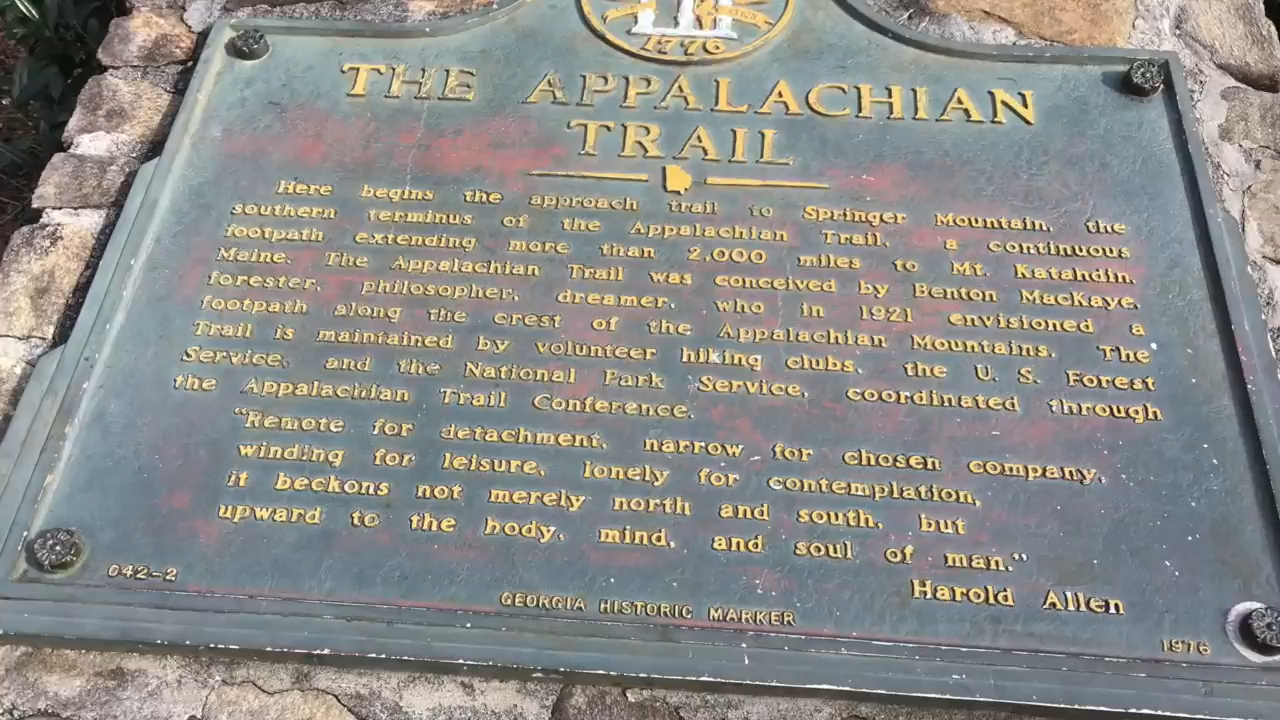 1776
THE APPALACHIAN
TRAIL
Here begins the approach trail to Springer Mountain, the
southern terminus of the Appalachian Trail, a continuous
footpath extending more than 2,000 miles to Mt. Katahdin,
Maine. The Appalachian Trail was conceived by Benton MacKaye,
forester, philosopher, dreamer, who in 1921 envisioned a
footpath along the crest of the Appalachian Mountains. The
Trail is maintained by volunteer hiking clubs, the U. S. Forest
Service, and the National Park Service, coordinated through
the Appalachian Trail Conference.
"Remote for detachment, narrow for chosen company,
winding for leisure, lonely for contemplation,
it beckons not merely north and south, but
upward to the body, mind, and soul of man."
Harold Allen
042-2
GEORGIA HISTORIC MARKER
1976